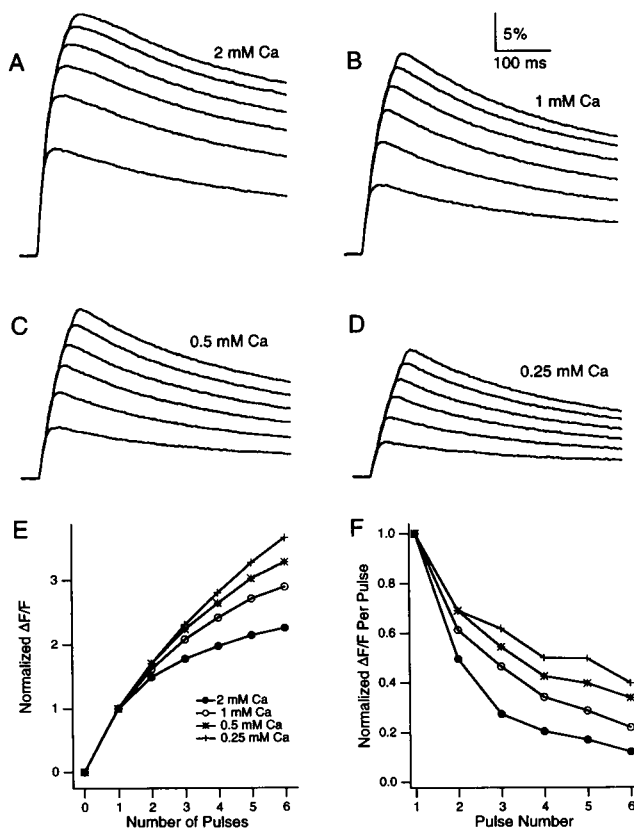 A
2 mM Ca
5%
100 ms
B
1 mM Ca
C
0.5 mM Ca
D
0.25 mM Ca
E
Normalized ΔF/F
3
2
1
0
2 mM Ca
1 mM Ca
0.5 mM Ca
0.25 mM Ca
0 1 2 3 4 5 6
Number of Pulses
F
Normalized ΔF/F Per Pulse
1.0
0.8
0.6
0.4
0.2
0.0
1 2 3 4 5 6
Pulse Number